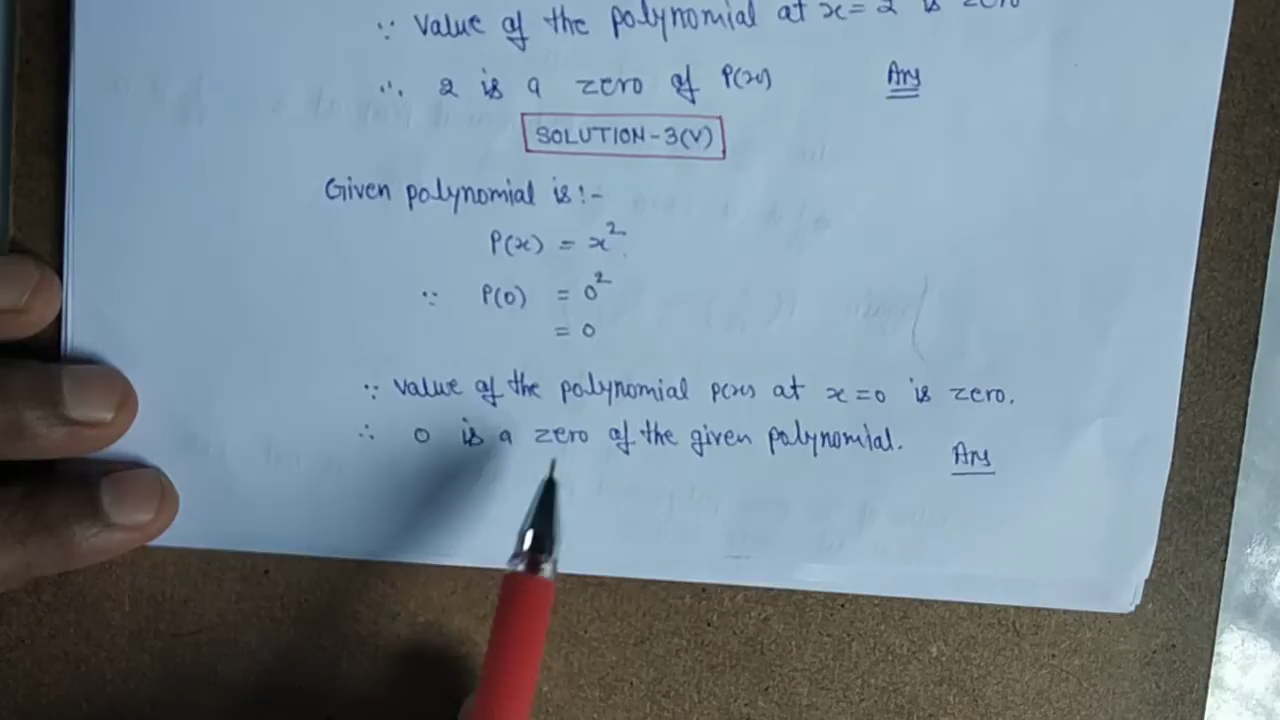 ∵ Value of the polynomial at x = 2 is zero
∴ 2 is a zero of P(x) Ans
SOLUTION-3(V)
Given polynomial is:-
P(x) = x²
∵ P(0) = 0²
= 0
∵ Value of the polynomial p(x) at x=0 is zero.
∴ 0 is a zero of the given polynomial. Ans